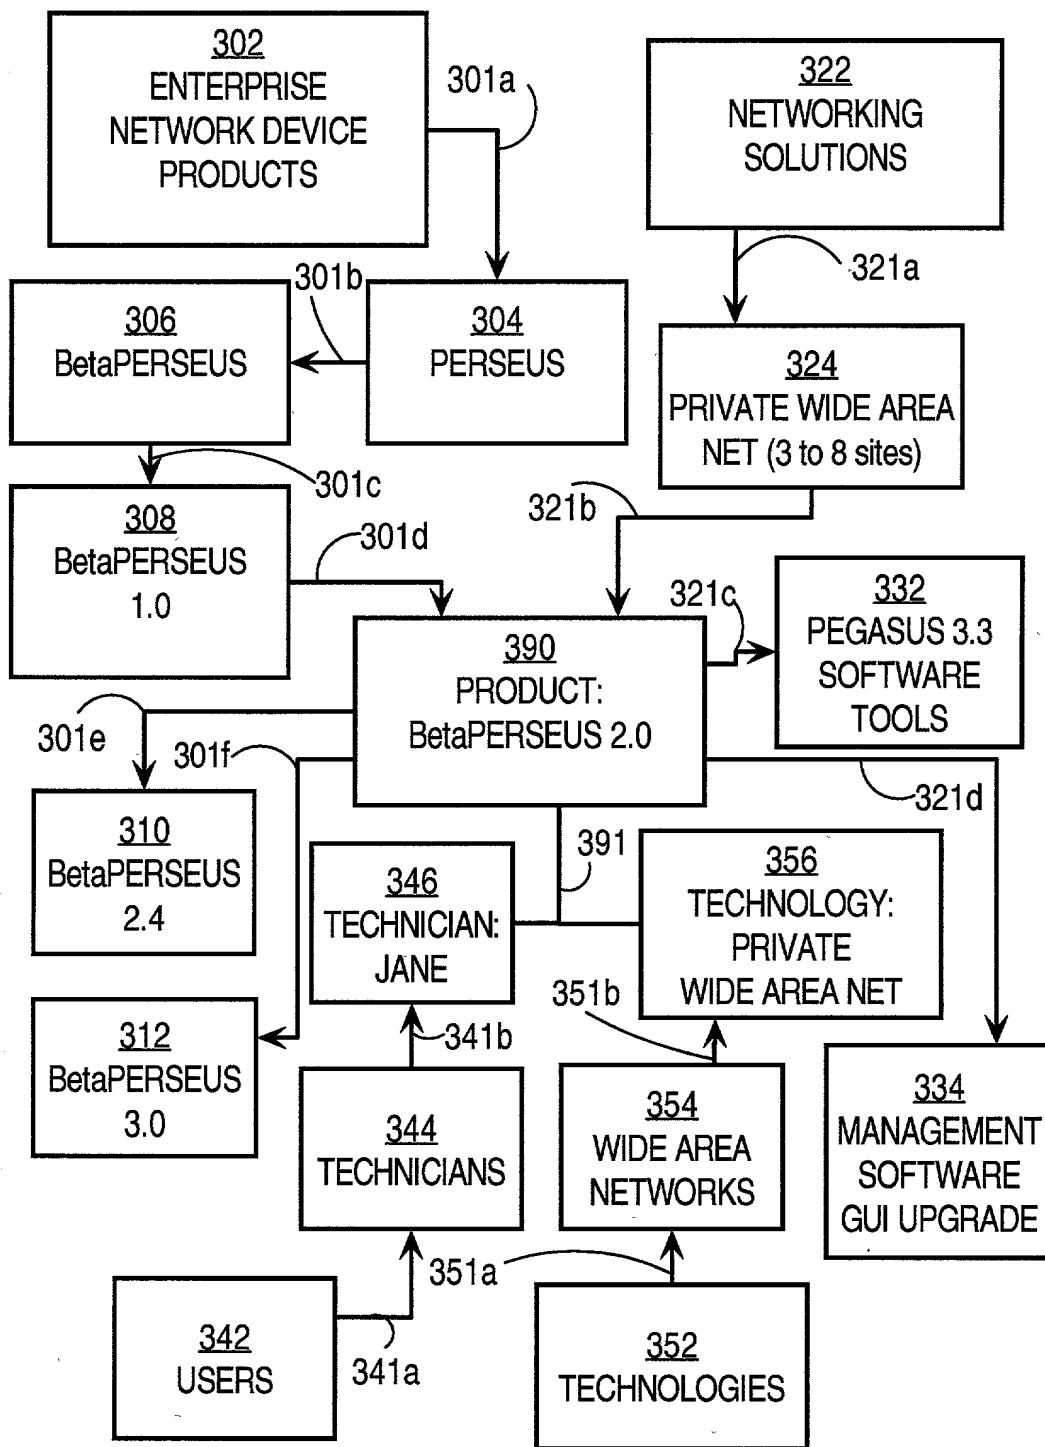 302
ENTERPRISE
NETWORK DEVICE
PRODUCTS
301a
322
NETWORKING
SOLUTIONS
321a
301b
306
BetaPERSEUS
304
PERSEUS
324
PRIVATE WIDE AREA
NET (3 to 8 sites)
301c
308
BetaPERSEUS
1.0
301d
321b
321c
332
PEGASUS 3.3
SOFTWARE
TOOLS
390
PRODUCT:
BetaPERSEUS 2.0
301e
301f
321d
310
BetaPERSEUS
2.4
391
346
TECHNICIAN:
JANE
356
TECHNOLOGY:
PRIVATE
WIDE AREA NET
312
BetaPERSEUS
3.0
341b
351b
344
TECHNICIANS
354
WIDE AREA
NETWORKS
334
MANAGEMENT
SOFTWARE
GUI UPGRADE
351a
342
USERS
341a
352
TECHNOLOGIES